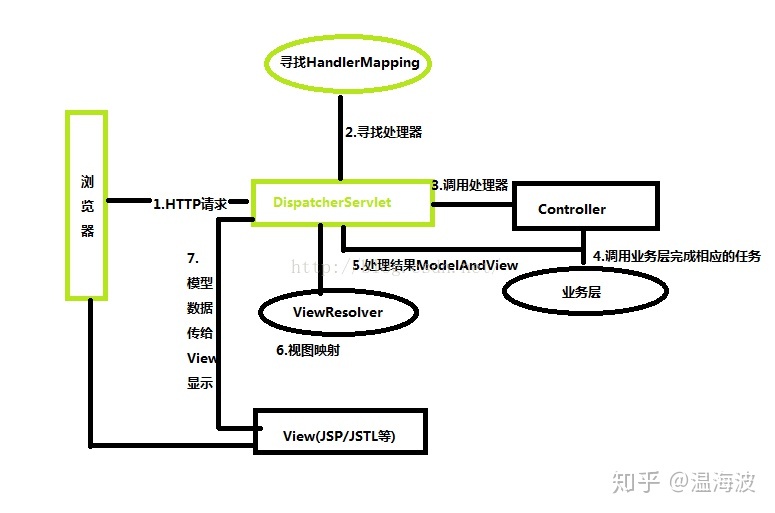 寻找HandlerMapping
2.寻找处理器
浏
览
器
1.HTTP请求
DispatcherServlet
3.调用处理器
Controller
4.调用业务层完成相应的任务
5.处理结果ModelAndView
业务层
ViewResolver
6.视图映射
7.
模型
数据
传给
View
显示
View(JSP/JSTL等)
知乎 @温海波